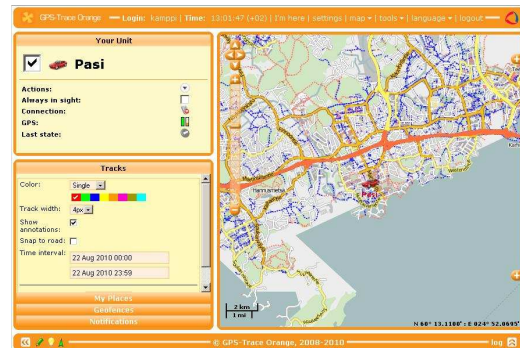 GPS-Trace Orange — Login: kamppi | Time: 13:01:47 (+02) | I'm here | settings | map | tools | language | logout
Your Unit
Pasi
Actions:
Always in sight:
Connection:
GPS:
Last state:
Tracks
Color: Single
Track width: 4px
Show annotations:
Snap to road:
Time interval: 22 Aug 2010 00:00
22 Aug 2010 23:59
My Places
Geofences
Notifications
Pasi
2 km
1 mi
N 60° 13.1100' : E 024° 52.0695'
© GPS-Trace Orange, 2008-2010
log